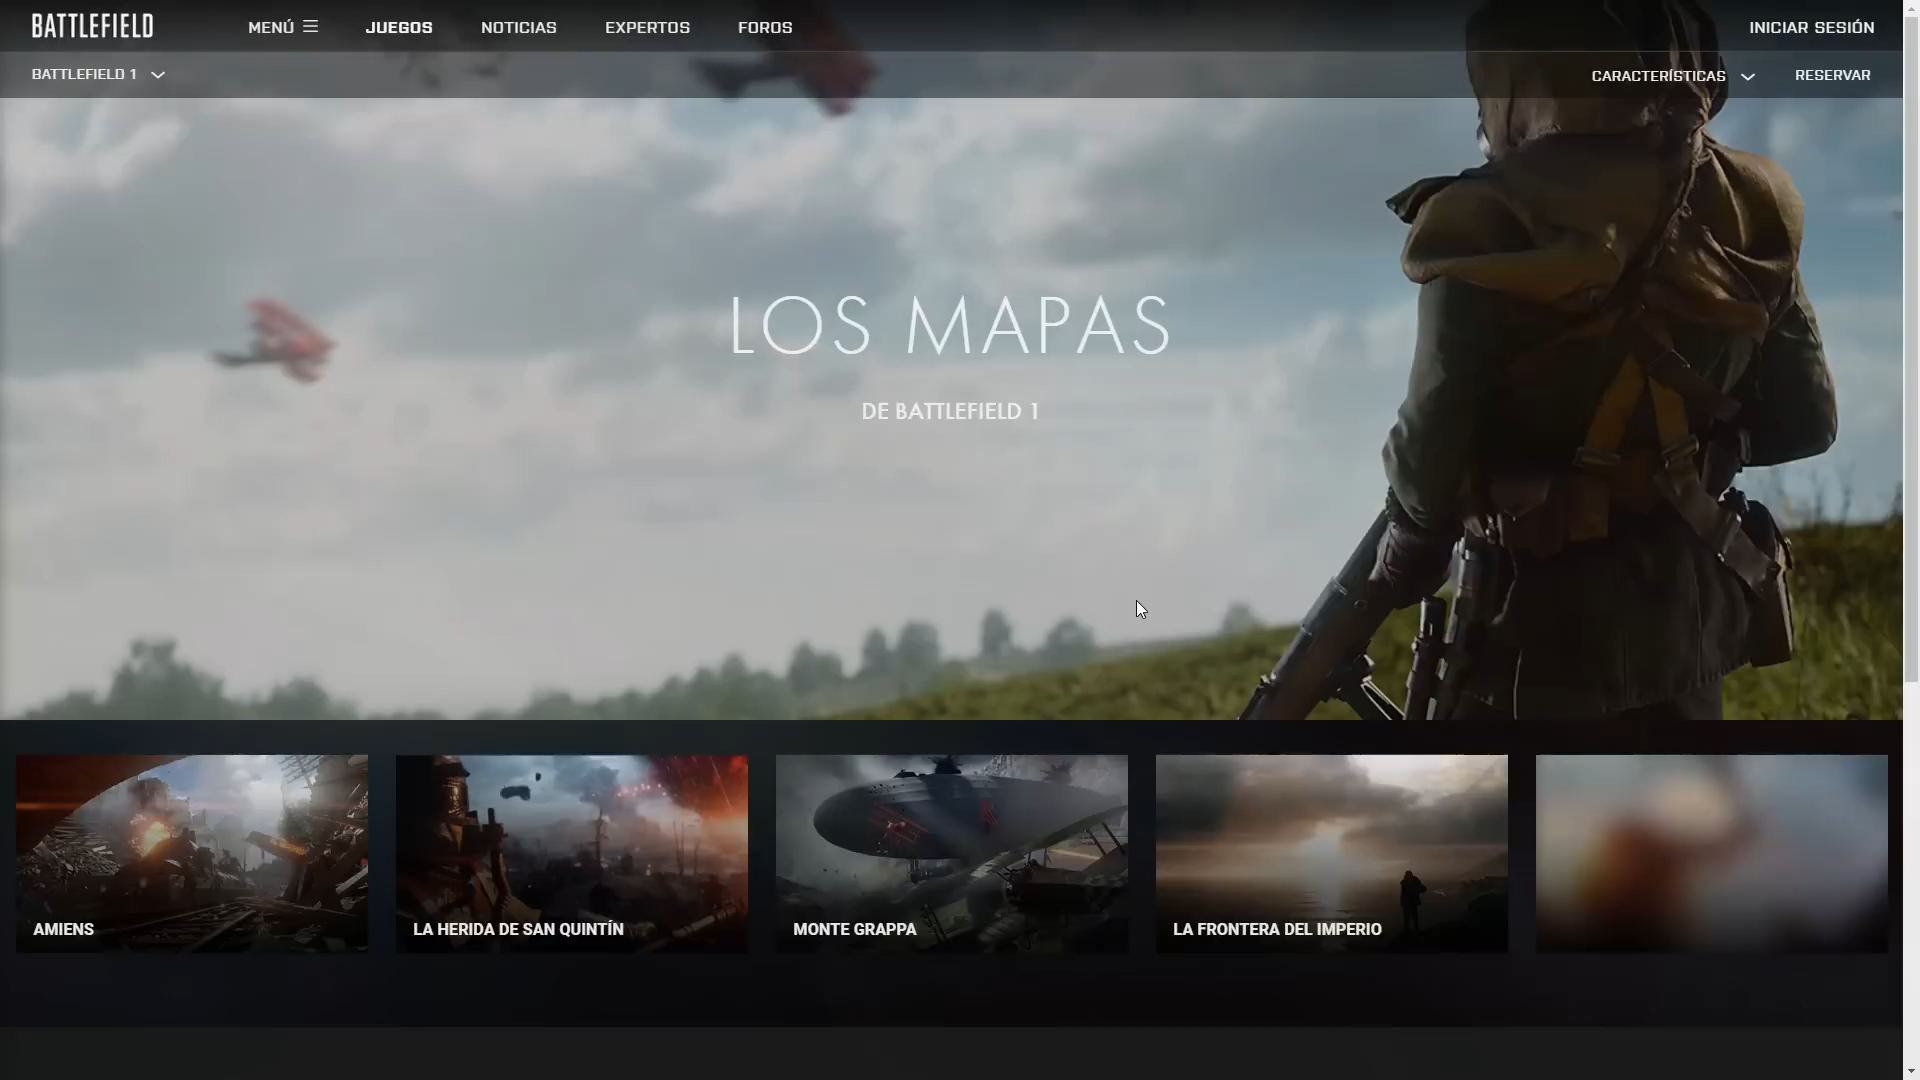 BATTLEFIELD
MENÚ
JUEGOS
NOTICIAS
EXPERTOS
FOROS
INICIAR SESIÓN
BATTLEFIELD 1
CARACTERÍSTICAS
RESERVAR
LOS MAPAS
DE BATTLEFIELD 1
AMIENS
LA HERIDA DE SAN QUINTÍN
MONTE GRAPPA
LA FRONTERA DEL IMPERIO